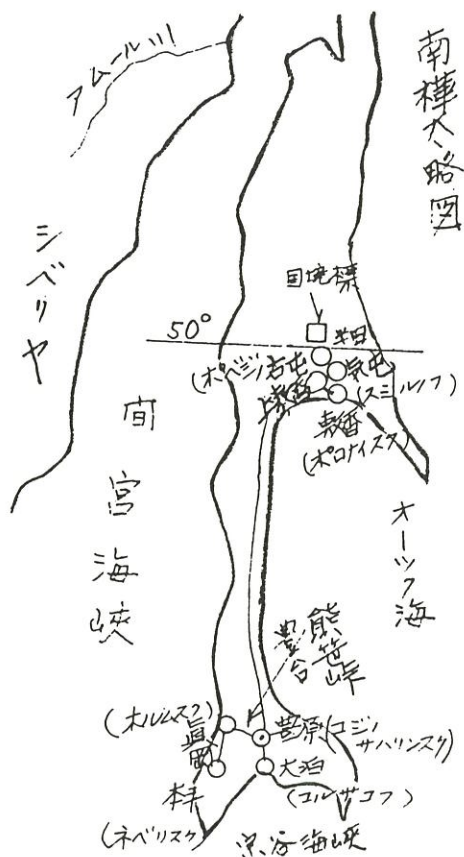 南樺太略図
アムール川
シベリヤ
間宮海峡
国境標
50°
半田
(ポベジノ)
古屯
気屯
(スミルノフ)
敷香
(ポロナイスク)
オーツク海
熊笹峠
豊台
(ホルムスク)
真岡
豊原
(ユジノサハリンスク)
大泊
(コルサコフ)
本斗
(ネベリスク)
宗谷海峡